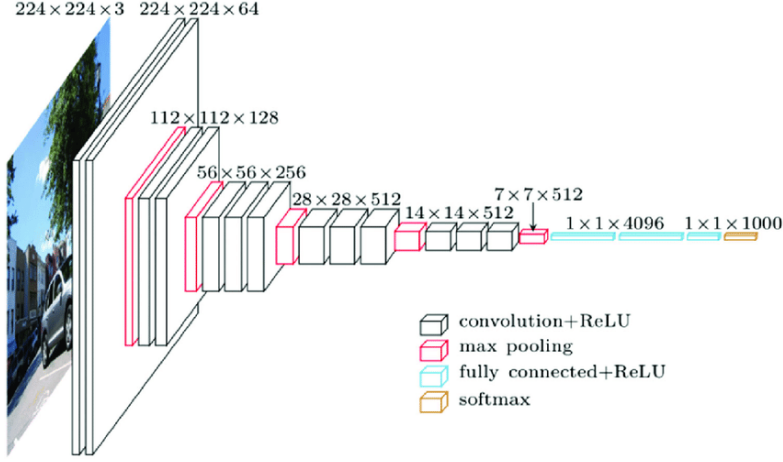 224×224×3
224×224×64
112×112×128
56×56×256
28×28×512
14×14×512
7×7×512
1×1×4096
1×1×1000
convolution+ReLU
max pooling
fully connected+ReLU
softmax